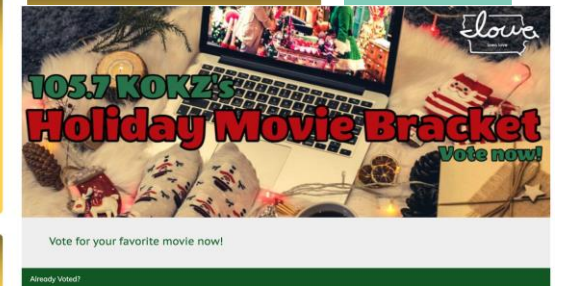 Iowa
105.7 KOKZ's
Holiday Movie Bracket
Vote now!
Vote for your favorite movie now!
Already Voted?